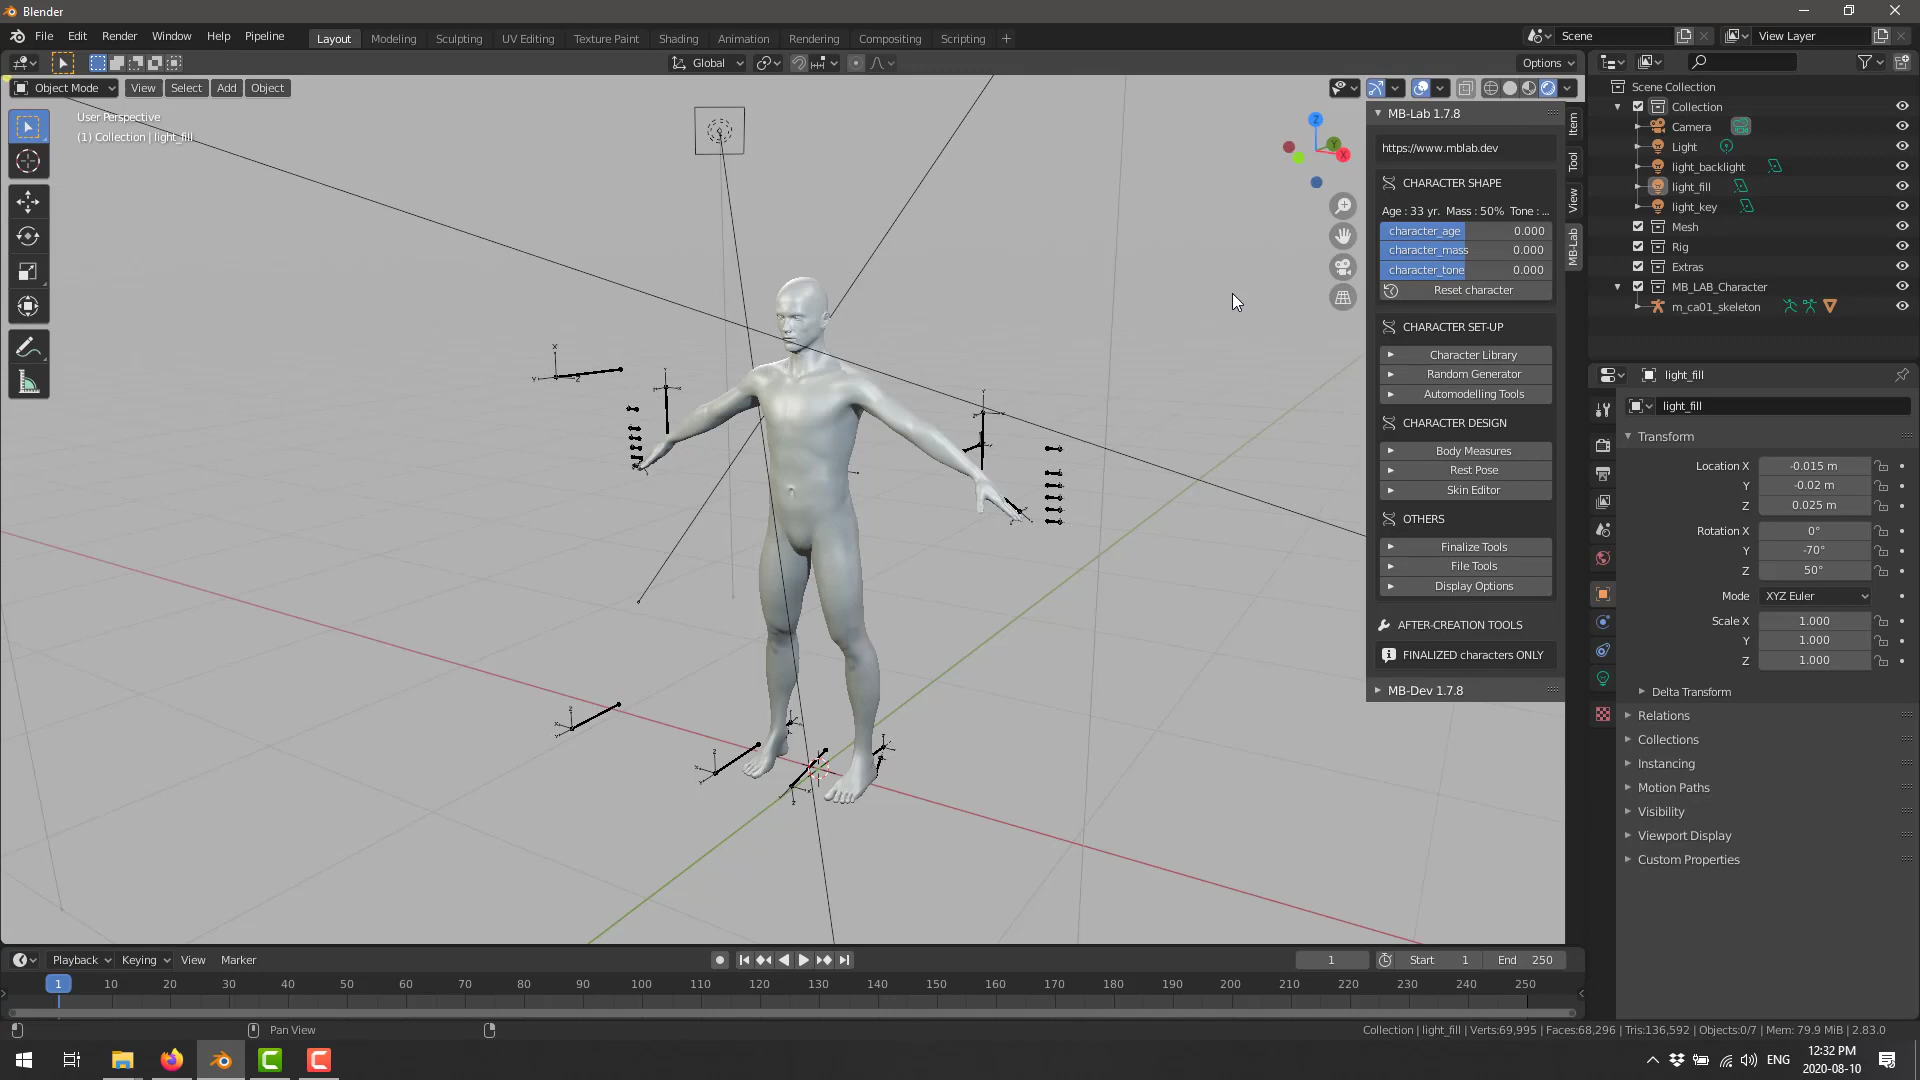 Blender
File Edit Render Window Help Pipeline
Layout Modeling Sculpting UV Editing Texture Paint Shading Animation Rendering Compositing Scripting +
Scene
View Layer
Global
Options
Object Mode View Select Add Object
User Perspective
(1) Collection | light_fill
Z
Y
X
MB-Lab 1.7.8
https://www.mblab.dev
CHARACTER SHAPE
Age : 33 yr. Mass : 50% Tone : ...
character_age 0.000
character_mass 0.000
character_tone 0.000
Reset character
CHARACTER SET-UP
Character Library
Random Generator
Automodelling Tools
CHARACTER DESIGN
Body Measures
Rest Pose
Skin Editor
OTHERS
Finalize Tools
File Tools
Display Options
AFTER-CREATION TOOLS
FINALIZED characters ONLY
MB-Dev 1.7.8
Item
Tool
View
MB-Lab
Scene Collection
Collection
Camera
Light
light_backlight
light_fill
light_key
Mesh
Rig
Extras
MB_LAB_Character
m_ca01_skeleton
light_fill
light_fill
Transform
Location X -0.015 m
Y -0.02 m
Z 0.025 m
Rotation X 0°
Y -70°
Z 50°
Mode XYZ Euler
Scale X 1.000
Y 1.000
Z 1.000
Delta Transform
Relations
Collections
Instancing
Motion Paths
Visibility
Viewport Display
Custom Properties
Playback Keying View Marker
1 Start 1 End 250
1 10 20 30 40 50 60 70 80 90 100 110 120 130 140 150 160 170 180 190 200 210 220 230 240 250
Pan View
Collection | light_fill | Verts:69,995 | Faces:68,296 | Tris:136,592 | Objects:0/7 | Mem: 79.9 MiB | 2.83.0
ENG
12:32 PM
2020-08-10